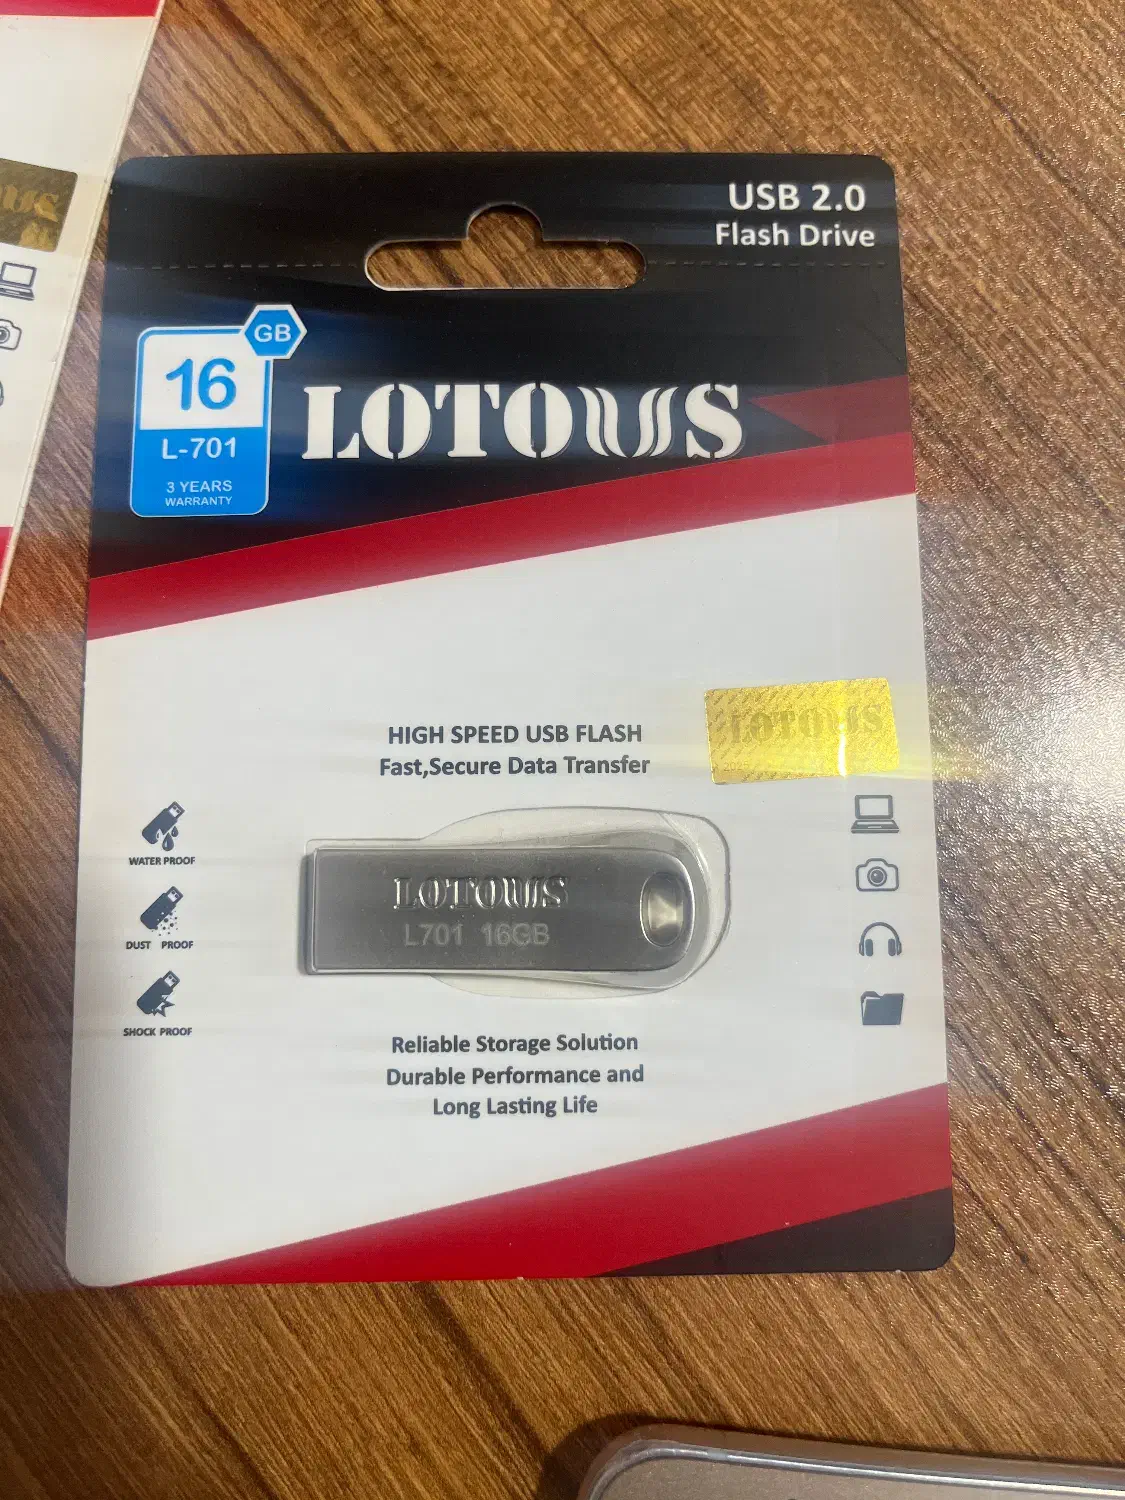 USB 2.0
Flash Drive
GB
16
L-701
3 YEARS
WARRANTY
LOTOUS
HIGH SPEED USB FLASH
Fast,Secure Data Transfer
LOTOUS
WATER PROOF
DUST PROOF
SHOCK PROOF
LOTOUS
L701 16GB
Reliable Storage Solution
Durable Performance and
Long Lasting Life